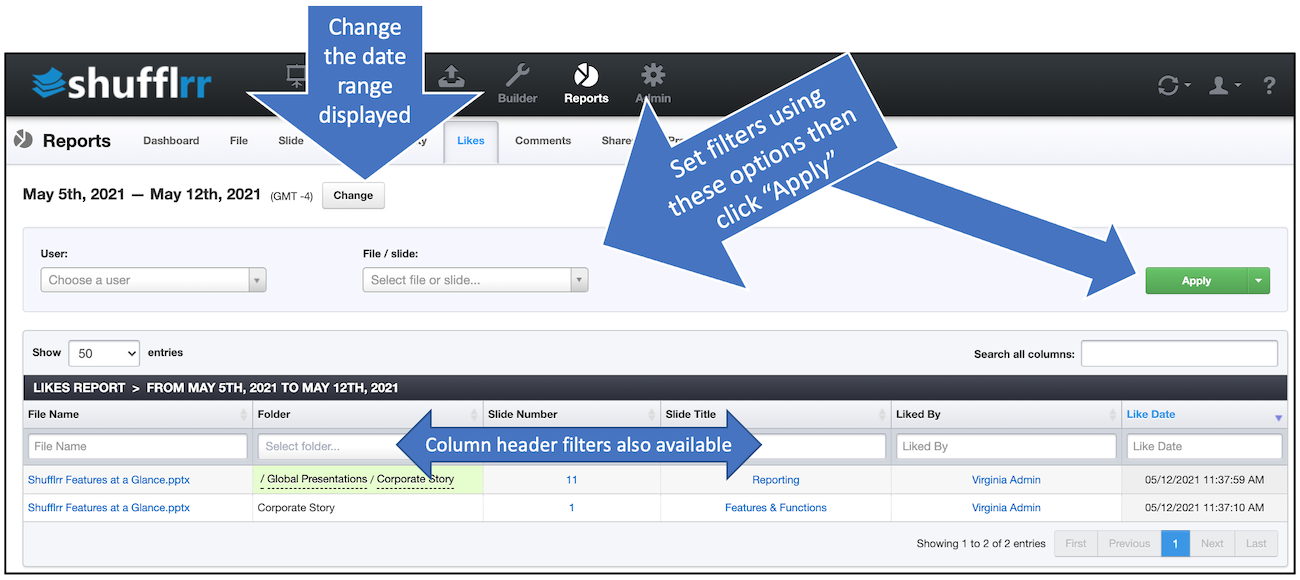 Change
the date
range
displayed
shufflrr
Builder
Reports
Admin
Set filters using
these options then
click “Apply”
Reports
Dashboard
File
Slide
Likes
Comments
Share
May 5th, 2021 — May 12th, 2021 (GMT -4) Change
User:
File / slide:
Choose a user
Select file or slide...
Apply
Show 50 entries
Search all columns:
LIKES REPORT > FROM MAY 5TH, 2021 TO MAY 12TH, 2021
File Name Folder Slide Number Slide Title Liked By Like Date
File Name Select folder... Liked By Like Date
Column header filters also available
Shufflrr Features at a Glance.pptx / Global Presentations / Corporate Story 11 Reporting Virginia Admin 05/12/2021 11:37:59 AM
Shufflrr Features at a Glance.pptx Corporate Story 1 Features & Functions Virginia Admin 05/12/2021 11:37:10 AM
Showing 1 to 2 of 2 entries First Previous 1 Next Last